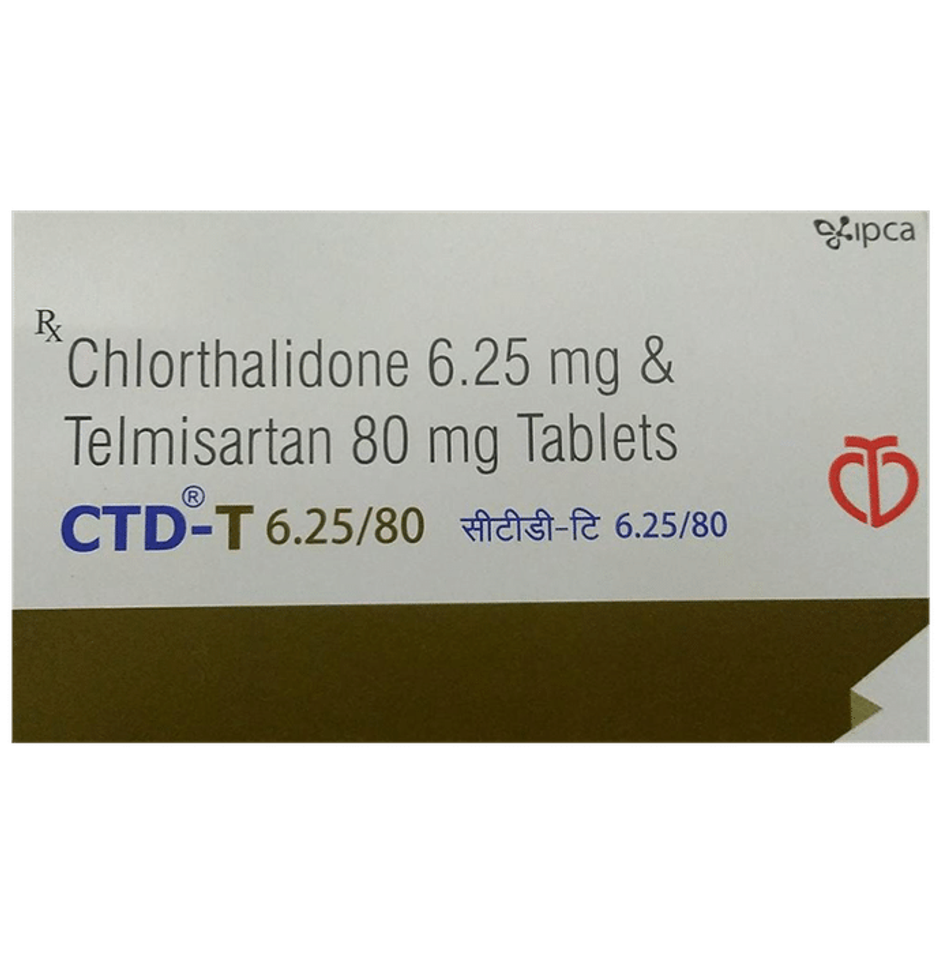 ipca
Rx Chlorthalidone 6.25 mg &
Telmisartan 80 mg Tablets
CTD®-T 6.25/80 सीटीडी-टि 6.25/80